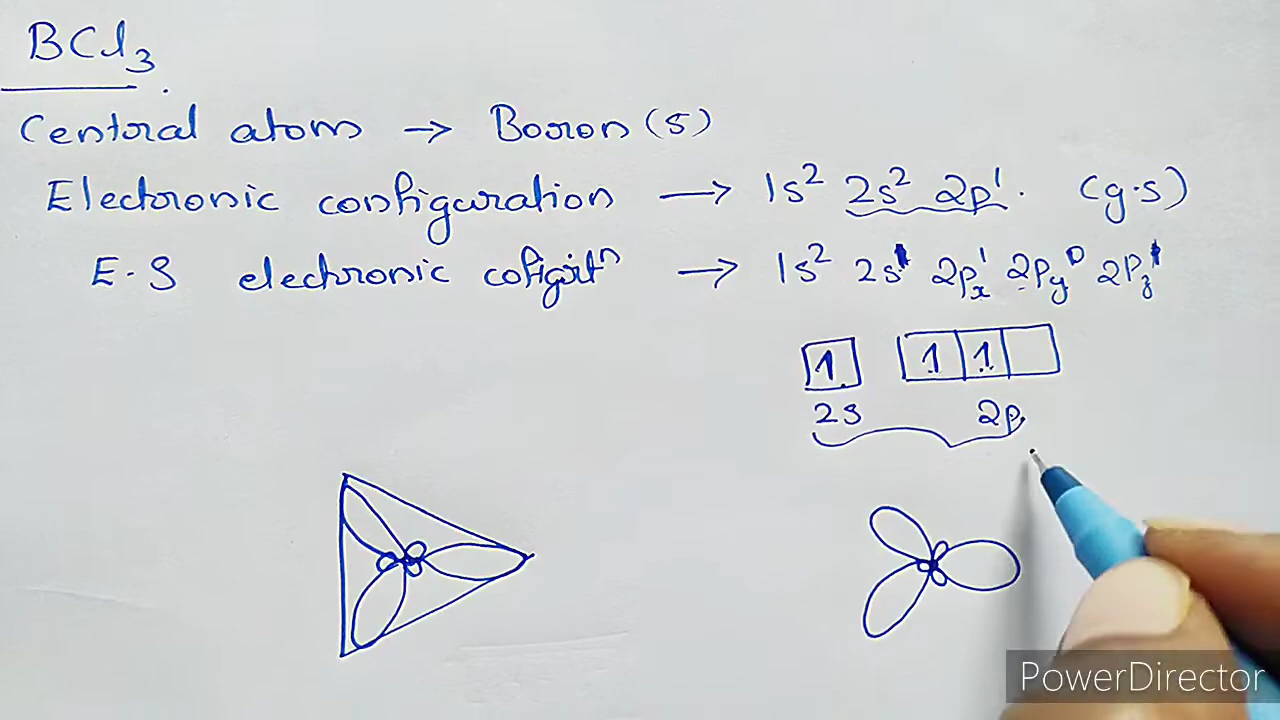 BCl₃.
Central atom → Boron (5)
Electronic configuration → 1s² 2s² 2p¹. (g.s)
E.S electronic → 1s² 2s¹ 2pₓ¹ 2py⁰ 2pz¹
1 1 1
2s 2p
PowerDirector